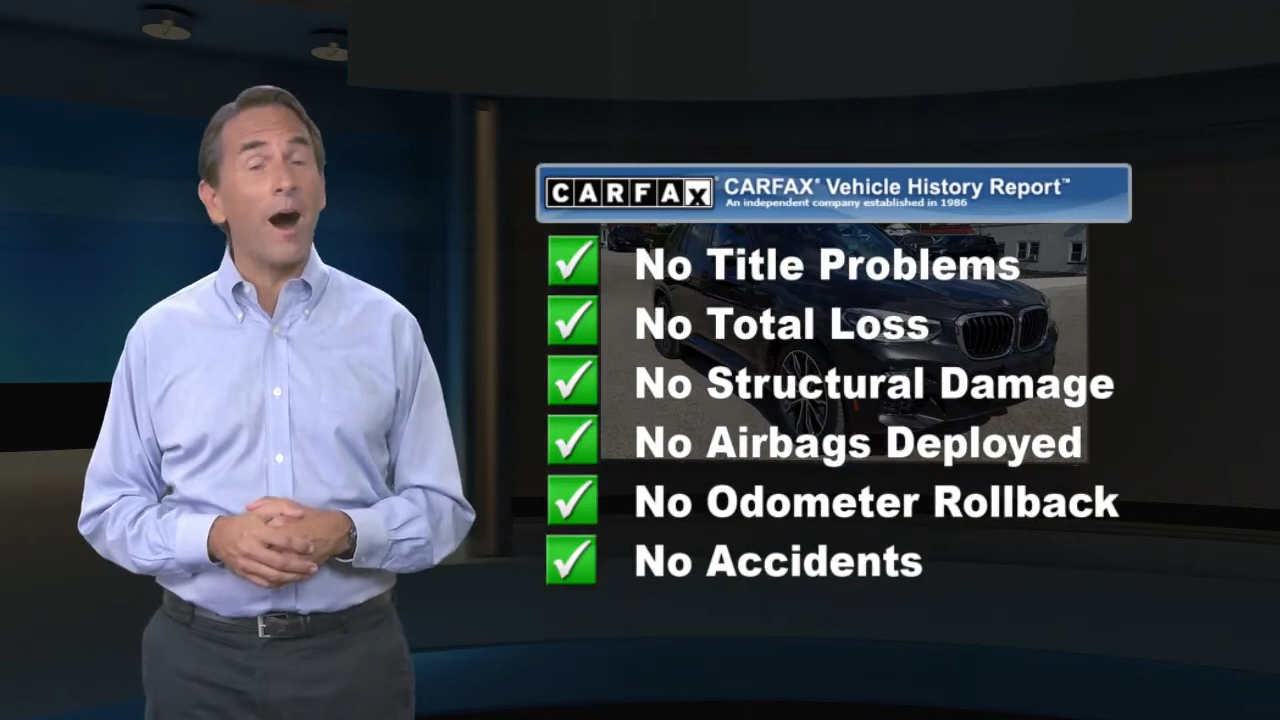 CARFAX
CARFAX® Vehicle History Report™
An independent company established in 1986
No Title Problems
No Total Loss
No Structural Damage
No Airbags Deployed
No Odometer Rollback
No Accidents